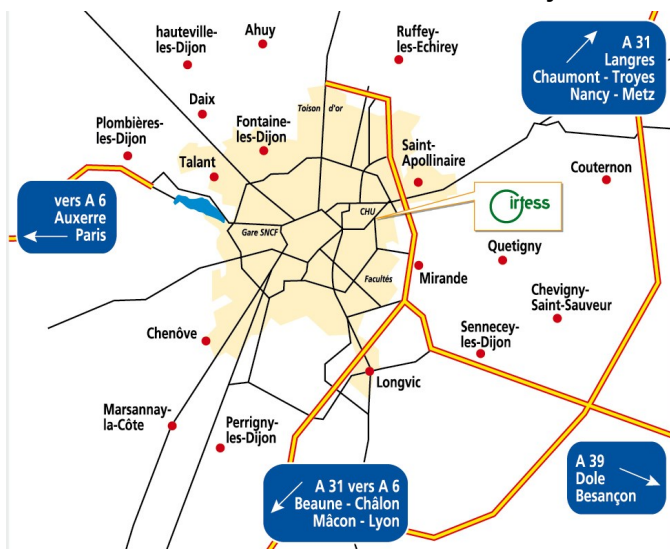 hauteville-
les-Dijon
Ahuy
Ruffey-
les-Echirey
A 31
Langres
Chaumont - Troyes
Nancy - Metz
Daix
Toison d'or
Plombières-
les-Dijon
Fontaine-
les-Dijon
Talant
Saint-
Apollinaire
Couternon
vers A 6
Auxerre
Paris
CHU
irtess
Gare SNCF
Quetigny
Mirande
Facultés
Chevigny-
Saint-Sauveur
Chenôve
Sennecey-
les-Dijon
Longvic
Marsannay-
la-Côte
Perrigny-
les-Dijon
A 31 vers A 6
Beaune - Châlon
Mâcon - Lyon
A 39
Dole
Besançon